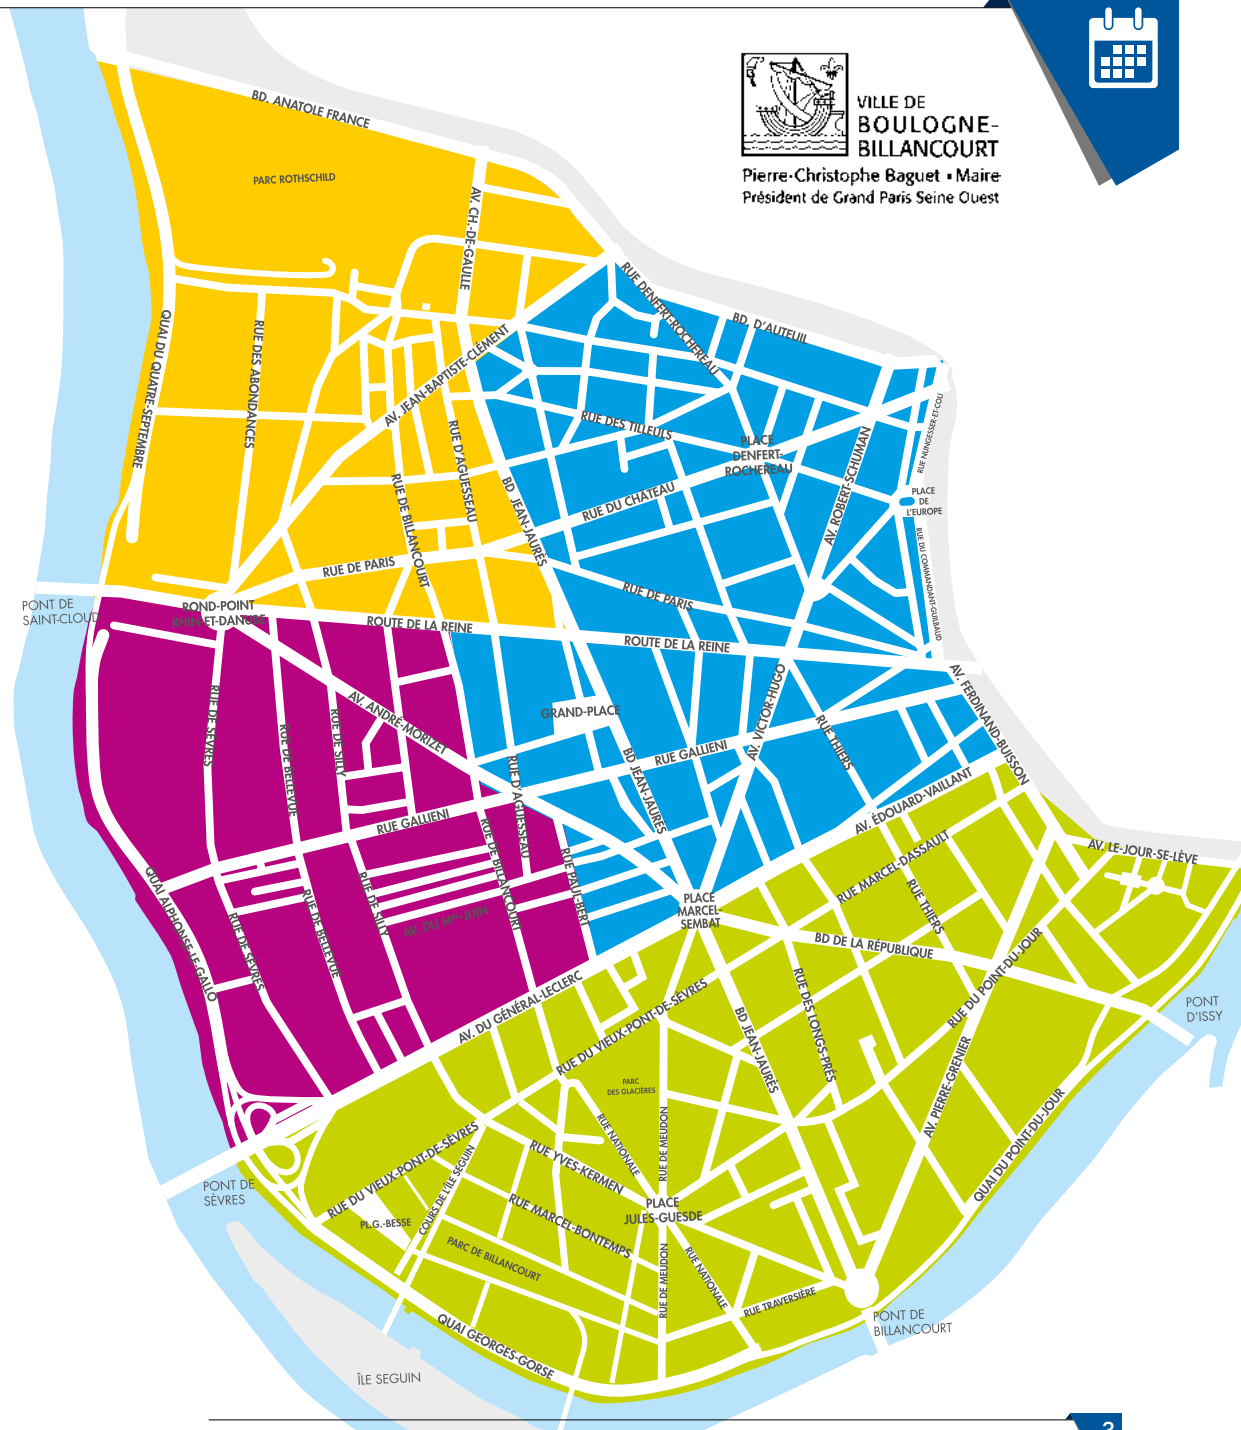 VILLE DE
BOULOGNE-
BILLANCOURT
Pierre-Christophe Baguet ▪ Maire
Président de Grand Paris Seine Ouest
BD. ANATOLE FRANCE
PARC ROTHSCHILD
AV. CH.-DE-GAULLE
RUE DENFERT-ROCHEREAU
BD. D'AUTEUIL
QUAI DU QUATRE-SEPTEMBRE
RUE DES ABONDANCES
AV. JEAN-BAPTISTE-CLÉMENT
RUE NUNGESSER-ET-COLI
RUE DES TILLEULS
RUE D'AGUESSEAU
PLACE
DENFERT-
ROCHEREAU
AV. ROBERT-SCHUMAN
RUE DE BILLANCOURT
BD JEAN-JAURÈS
RUE DU CHÂTEAU
PLACE
DE
L'EUROPE
RUE DU COMMANDANT-GUILBAUD
RUE DE PARIS
RUE DE PARIS
PONT DE
SAINT-CLOUD
ROND-POINT
RHIN-ET-DANUBE
ROUTE DE LA REINE
ROUTE DE LA REINE
AV. FERDINAND-BUISSON
RUE DE SÈVRES
AV. ANDRÉ-MORIZET
GRAND-PLACE
AV. VICTOR-HUGO
RUE DE BELLEVUE
RUE DE SILLY
RUE THIERS
RUE GALLIENI
BD JEAN-JAURÈS
RUE D'AGUESSEAU
AV. ÉDOUARD-VAILLANT
RUE GALLIENI
RUE DE BILLANCOURT
RUE PAUL-BERT
RUE MARCEL-DASSAULT
AV. LE-JOUR-SE-LÈVE
QUAI ALPHONSE-LE-GALLO
RUE DE SÈVRES
RUE DE BELLEVUE
RUE DE SILLY
AV. DU MAL-JUIN
PLACE
MARCEL-
SEMBAT
RUE THIERS
BD DE LA RÉPUBLIQUE
RUE DU POINT-DU-JOUR
AV. DU GÉNÉRAL-LECLERC
RUE DU VIEUX-PONT-DE-SÈVRES
BD JEAN-JAURÈS
RUE DES LONGS-PRÉS
PONT
D'ISSY
PARC
DES GLACIÈRES
AV. PIERRE-GRENIER
QUAI DU POINT-DU-JOUR
RUE NATIONALE
RUE DE MEUDON
RUE YVES-KERMEN
RUE DU VIEUX-PONT-DE-SÈVRES
COURS DE L'ÎLE SEGUIN
PONT DE
SÈVRES
PL.G.-BESSE
RUE MARCEL-BONTEMPS
PLACE
JULES-GUESDE
PARC DE BILLANCOURT
RUE DE MEUDON
RUE NATIONALE
RUE TRAVERSIÈRE
PONT DE
BILLANCOURT
QUAI GEORGES-GORSE
ÎLE SEGUIN
3